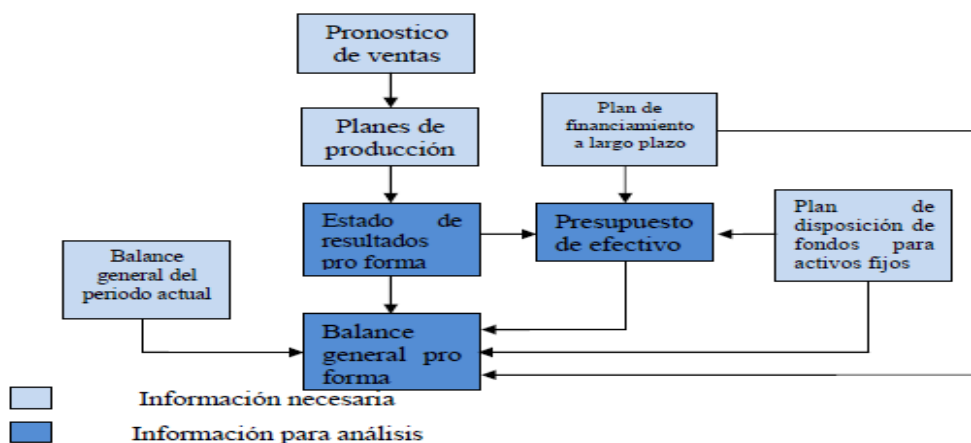 Pronostico
de ventas
Planes de
producción
Plan de
financiamiento
a largo plazo
Estado de
resultados
pro forma
Presupuesto
de efectivo
Plan de
disposición de
fondos para
activos fijos
Balance
general del
periodo actual
Balance
general pro
forma
Información necesaria
Información para análisis